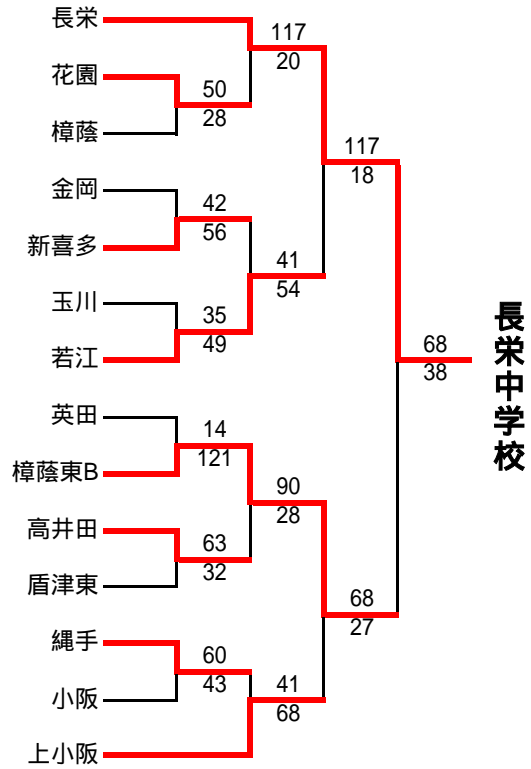 長栄
117
20
花園
50
28
樟蔭
117
18
金岡
42
56
新喜多
41
54
玉川
35
49
若江
68
38
長栄中学校
英田
14
121
樟蔭東B
90
28
高井田
63
32
盾津東
68
27
縄手
60
43
小阪
41
68
上小阪